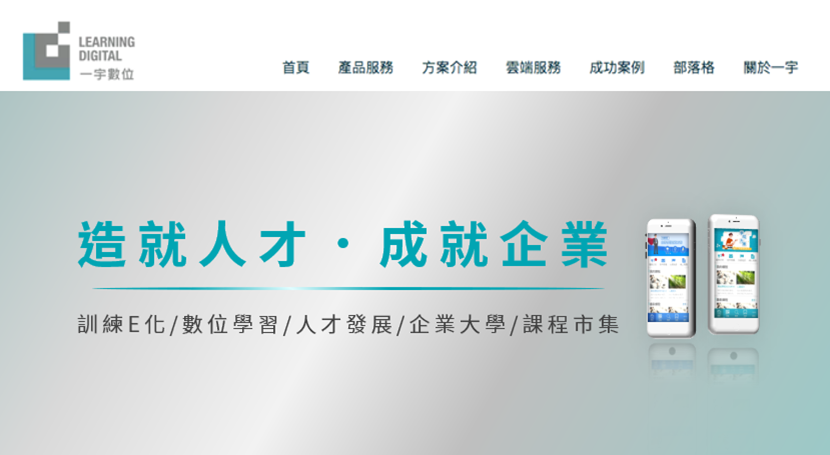 LEARNING
DIGITAL
一宇數位
首頁 產品服務 方案介紹 雲端服務 成功案例 部落格 關於一宇
造就人才．成就企業
訓練E化/數位學習/人才發展/企業大學/課程市集